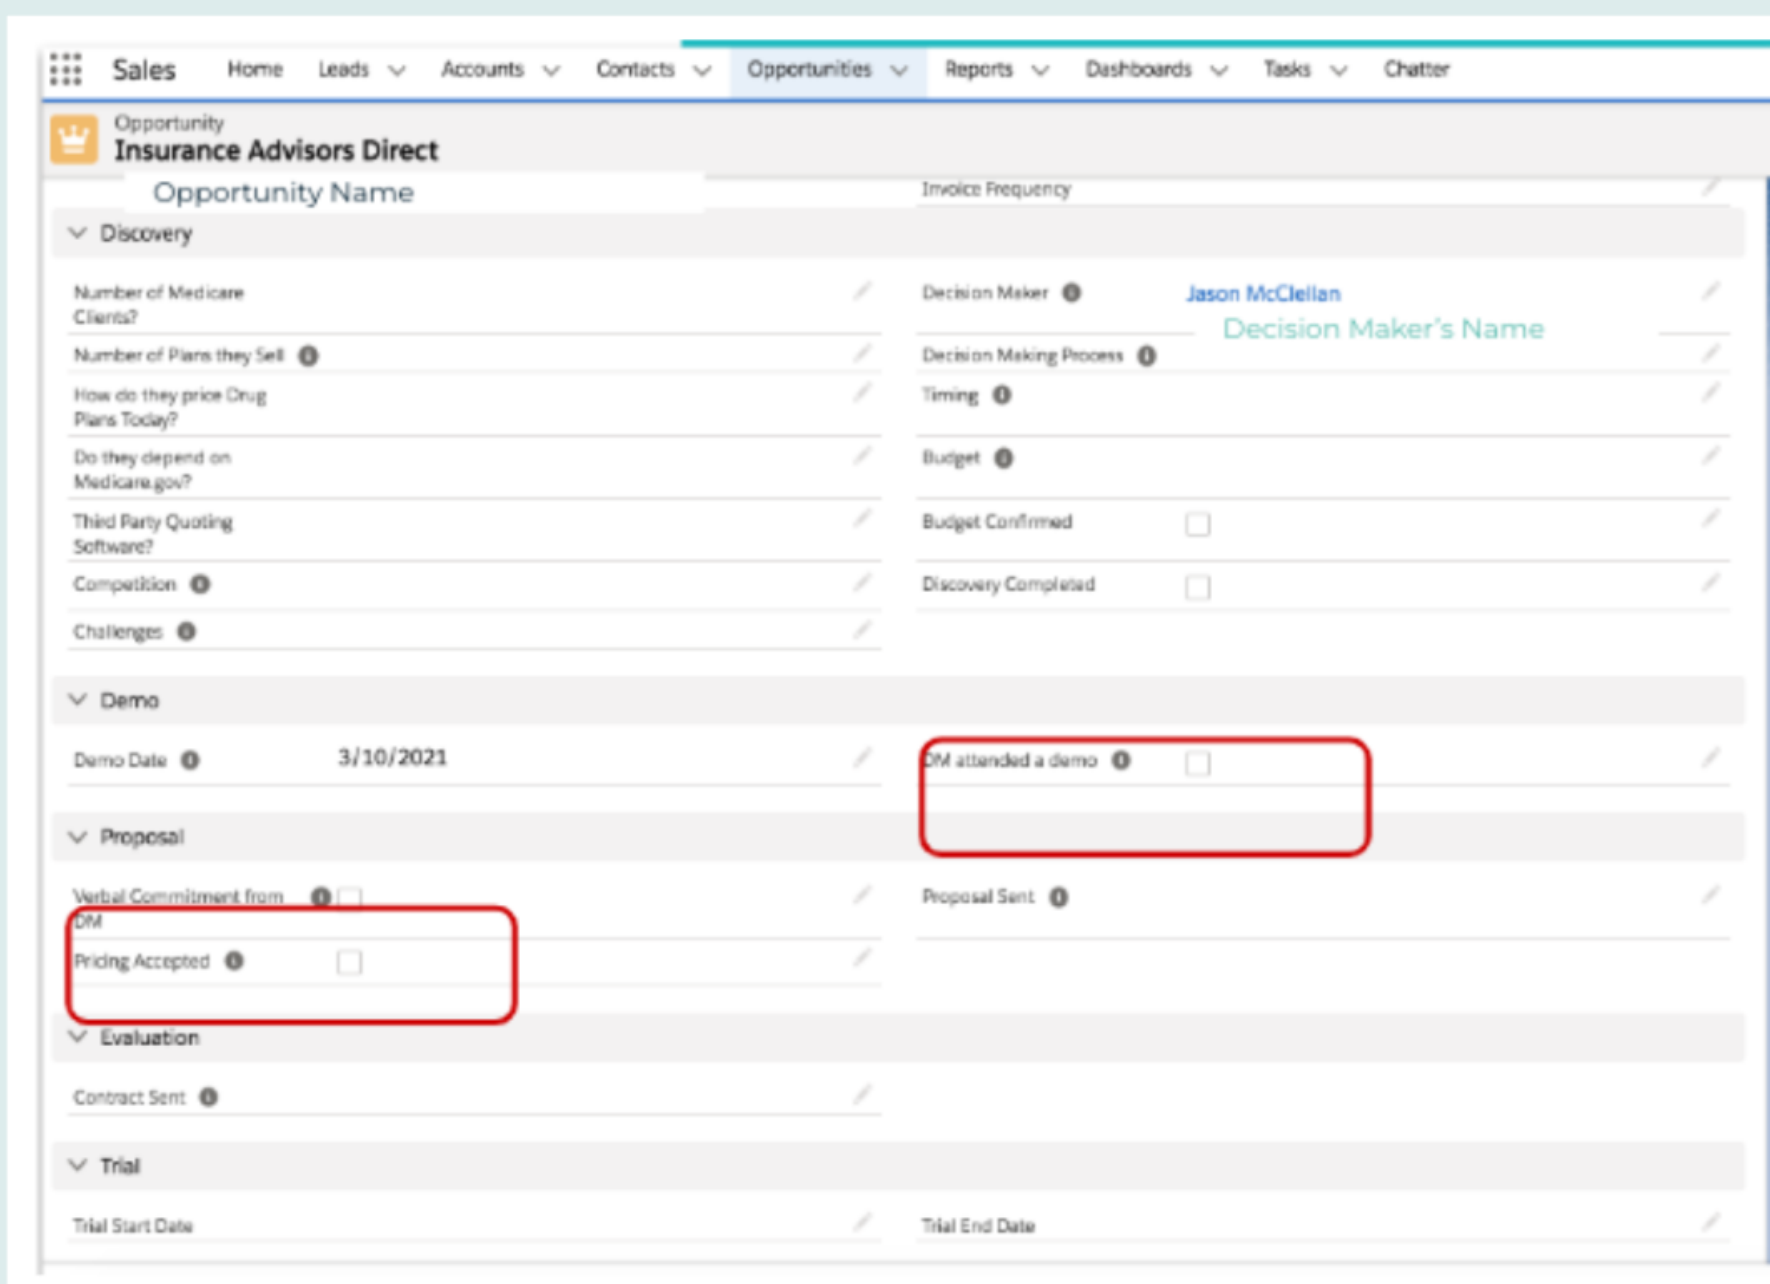 Sales Home Leads Accounts Contacts Opportunities Reports Dashboards Tasks Chatter
Opportunity
Insurance Advisors Direct
Opportunity Name
Invoice Frequency
Discovery
Number of Medicare
Clients?
Decision Maker Jason McClellan
Decision Maker's Name
Number of Plans they Sell
Decision Making Process
How do they price Drug
Plans Today?
Timing
Do they depend on
Medicare.gov?
Budget
Third Party Quoting
Software?
Budget Confirmed
Competition
Discovery Completed
Challenges
Demo
Demo Date 3/10/2021
DM attended a demo
Proposal
Verbal Commitment from
DM
Proposal Sent
Pricing Accepted
Evaluation
Contract Sent
Trial
Trial Start Date
Trial End Date